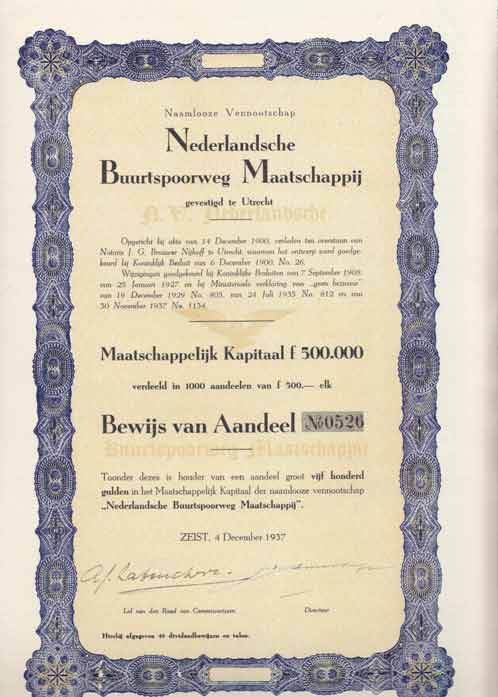 Naamlooze Vennootschap
Nederlandsche
Buurtspoorweg Maatschappij
gevestigd te Utrecht
N.V. Nederlandsche
Opgericht bij akte van 14 December 1900, verleden ten overstaan van
Notaris J. G. Brouwer Nijhoff te Utrecht, waarvan het ontwerp werd goedge-
keurd bij Koninklijk Besluit van 6 December 1900, No. 26.
Wijzigingen goedgekeurd bij Koninklijke Besluiten van 7 September 1909,
van 25 Januari 1927 en bij Ministerieele verklaring van „geen bezwaar”
van 19 December 1929 No. 803, van 24 Juli 1935 No. 812 en van
30 November 1937 No. 1134.
Maatschappelijk Kapitaal f 500.000
verdeeld in 1000 aandeelen van f 500,— elk
Bewijs van Aandeel No 0526
Buurtspoorweg Maatschappij
Toonder dezes is houder van een aandeel groot vijf honderd
gulden in het Maatschappelijk Kapitaal der naamlooze vennootschap
„Nederlandsche Buurtspoorweg Maatschappij”.
ZEIST, 4 December 1937
Lid van den Raad van Commissarissen
Directeur
Hierbij afgegeven 40 dividendbewijzen en talon.